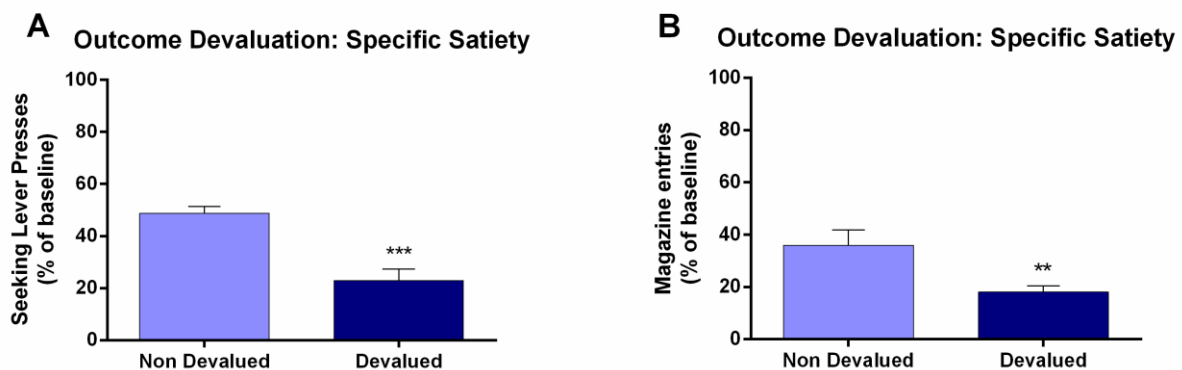 A
Outcome Devaluation: Specific Satiety
Seeking Lever Presses
(% of baseline)
100
80
60
40
20
0
***
Non Devalued
Devalued
B
Outcome Devaluation: Specific Satiety
Magazine entries
(% of baseline)
100
80
60
40
20
0
**
Non Devalued
Devalued